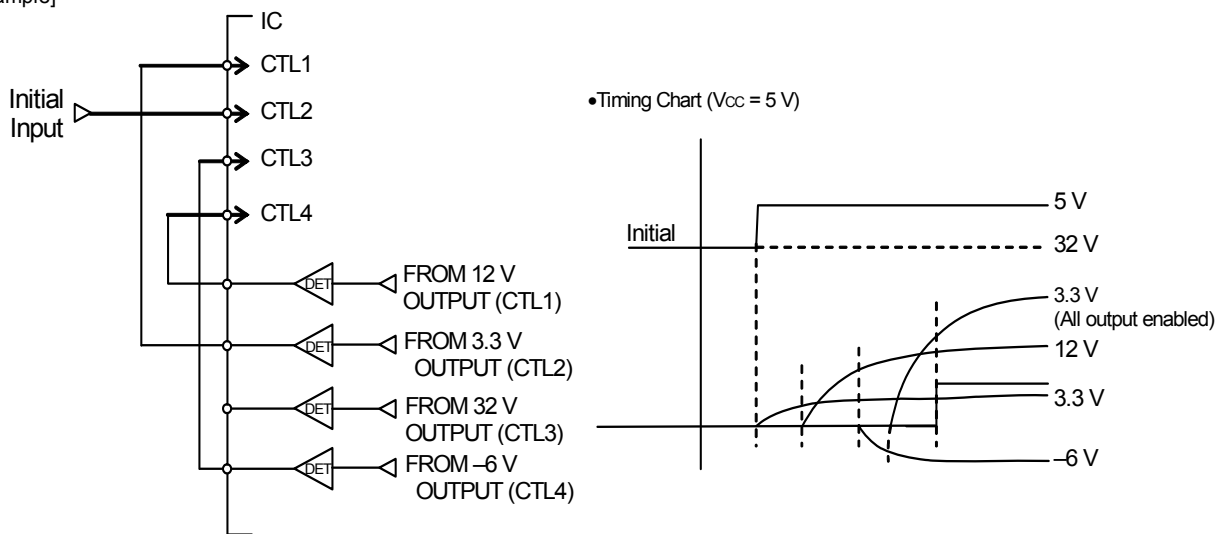 ample]
IC
CTL1
Initial
Input
CTL2
CTL3
CTL4
DET
FROM 12 V
OUTPUT (CTL1)
DET
FROM 3.3 V
OUTPUT (CTL2)
DET
FROM 32 V
OUTPUT (CTL3)
DET
FROM –6 V
OUTPUT (CTL4)
•Timing Chart (VCC = 5 V)
5 V
Initial
32 V
3.3 V
(All output enabled)
12 V
3.3 V
–6 V